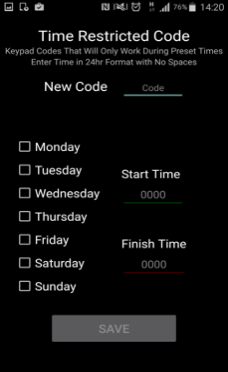 76% 14:20
Time Restricted Code
Keypad Codes That Will Only Work During Preset Times
Enter Time in 24hr Format with No Spaces
New Code Code
Monday
Tuesday
Wednesday
Thursday
Friday
Saturday
Sunday
Start Time
0000
Finish Time
0000
SAVE